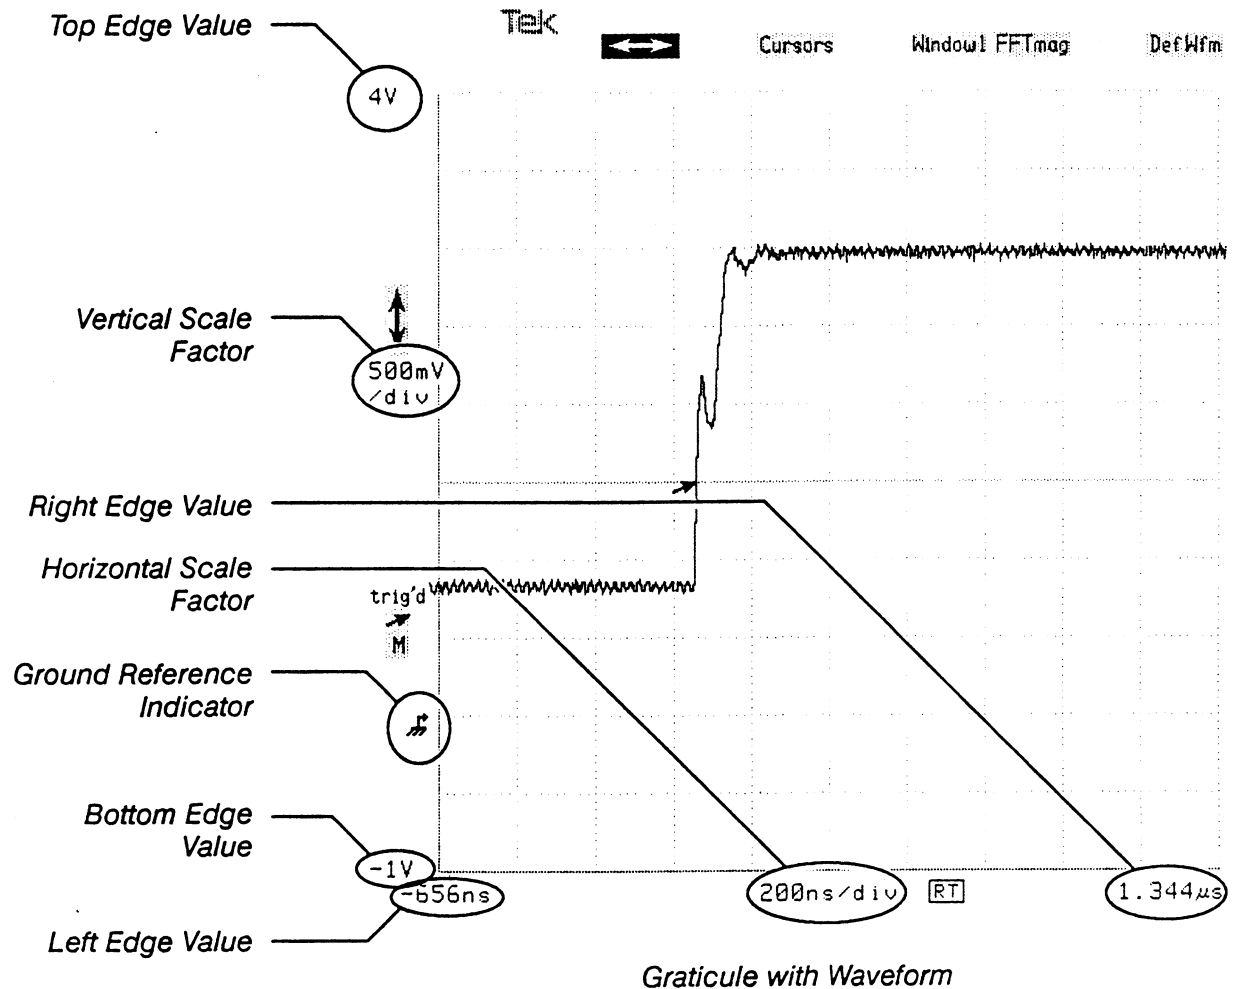 Top Edge Value
Tek
Cursors
Window1 FFTmag
DefWfm
4V
Vertical Scale
Factor
500mV
/div
Right Edge Value
Horizontal Scale
Factor
trig'd
M
Ground Reference
Indicator
Bottom Edge
Value
-1V
-656ns
200ns/div
RT
1.344µs
Left Edge Value
Graticule with Waveform